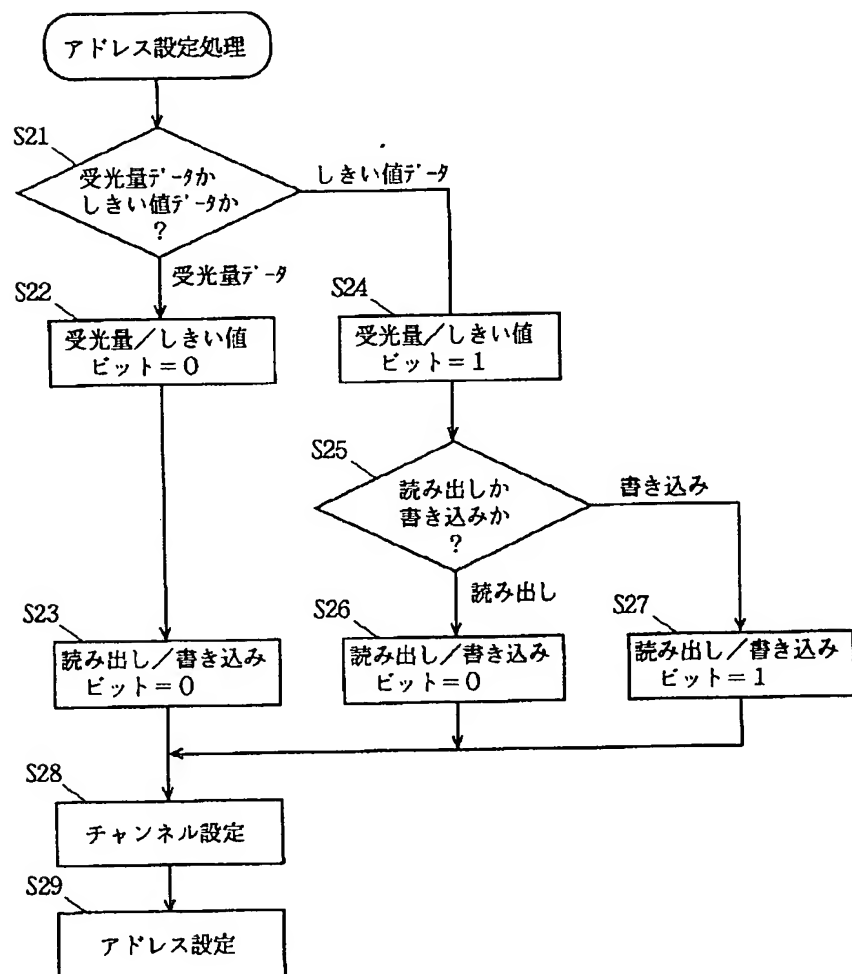 アドレス設定処理
S21
受光量データか
しきい値データか
?
しきい値データ
受光量データ
S22
受光量/しきい値
ビット=0
S24
受光量/しきい値
ビット=1
S25
読み出しか
書き込みか
?
書き込み
読み出し
S23
読み出し/書き込み
ビット=0
S26
読み出し/書き込み
ビット=0
S27
読み出し/書き込み
ビット=1
S28
チャンネル設定
S29
アドレス設定